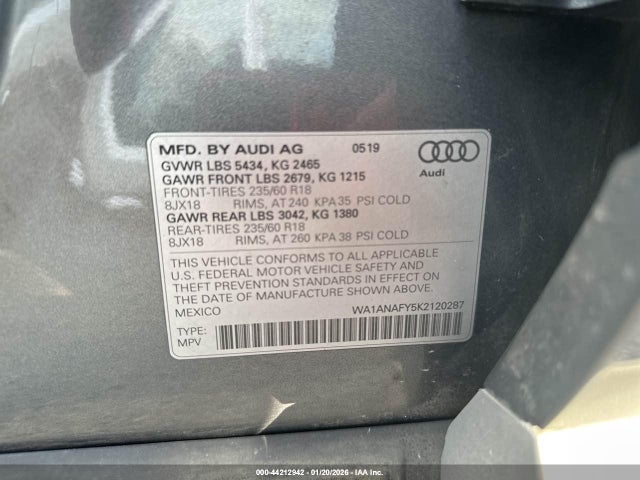 MFD. BY AUDI AG 0519
GVWR LBS 5434, KG 2465
GAWR FRONT LBS 2679, KG 1215
FRONT-TIRES 235/60 R18
8JX18 RIMS, AT 240 KPA 35 PSI COLD
GAWR REAR LBS 3042, KG 1380
REAR-TIRES 235/60 R18
8JX18 RIMS, AT 260 KPA 38 PSI COLD
Audi
THIS VEHICLE CONFORMS TO ALL APPLICABLE
U.S. FEDERAL MOTOR VEHICLE SAFETY AND
THEFT PREVENTION STANDARDS IN EFFECT ON
THE DATE OF MANUFACTURE SHOWN ABOVE.
MEXICO WA1ANAFY5K2120287
TYPE:
MPV
000-44212942 | 01/20/2026 | IAA Inc.